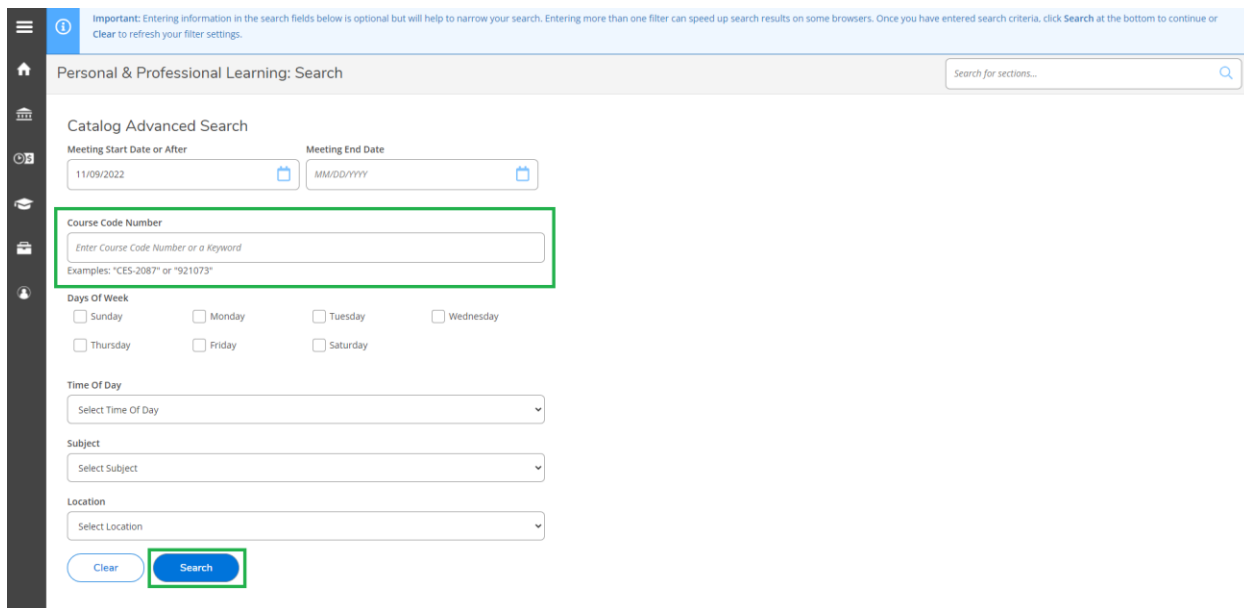 Important: Entering information in the search fields below is optional but will help to narrow your search. Entering more than one filter can speed up search results on some browsers. Once you have entered search criteria, click Search at the bottom to continue or
Clear to refresh your filter settings.
Personal & Professional Learning: Search
Search for sections...
Catalog Advanced Search
Meeting Start Date or After
Meeting End Date
11/09/2022
MM/DD/YYYY
Course Code Number
Enter Course Code Number or a Keyword
Examples: "CES-2087" or "921073"
Days Of Week
Sunday
Monday
Tuesday
Wednesday
Thursday
Friday
Saturday
Time Of Day
Select Time Of Day
Subject
Select Subject
Location
Select Location
Clear
Search